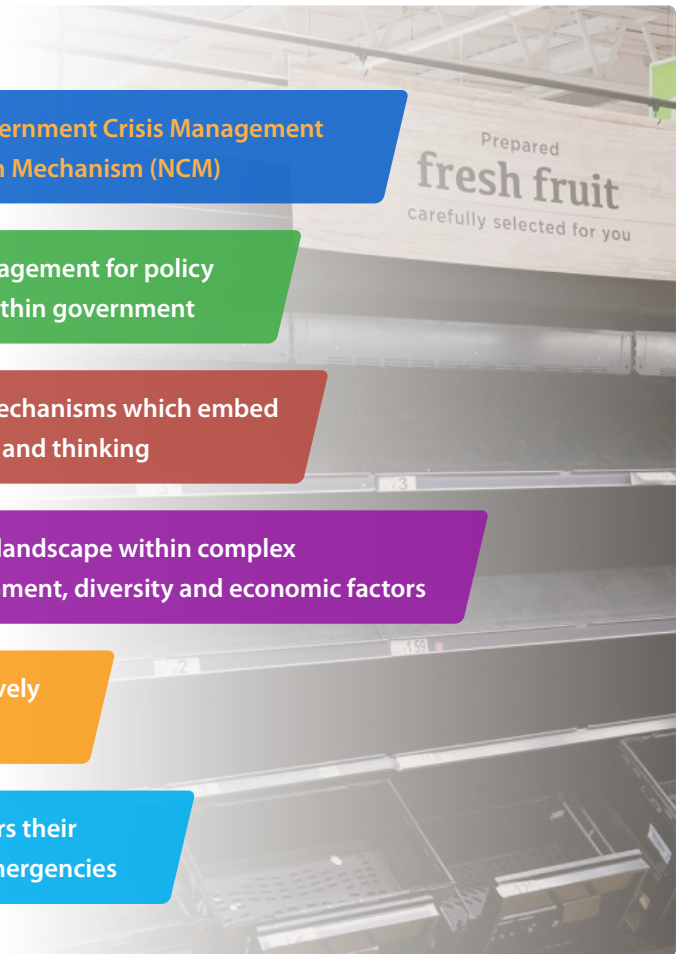 ernment Crisis Management
Mechanism (NCM)
Prepared
fresh fruit
carefully selected for you
agement for policy
thin government
echanisms which embed
and thinking
landscape within complex
ment, diversity and economic factors
vely
rs their
nergencies